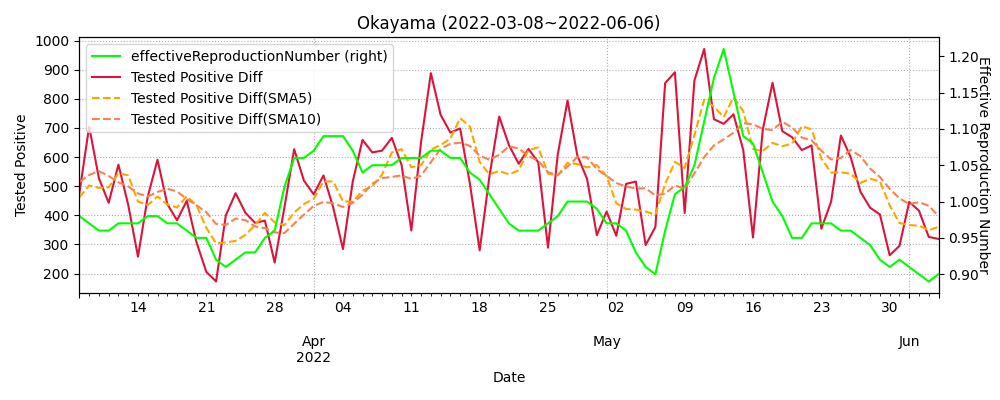 Okayama (2022-03-08~2022-06-06)
effectiveReproductionNumber (right)
Tested Positive Diff
Tested Positive Diff(SMA5)
Tested Positive Diff(SMA10)
Tested Positive
1000
900
800
700
600
500
400
300
200
Effective Reproduction Number
1.20
1.15
1.10
1.05
1.00
0.95
0.90
14 21 28 04 11 18 25 02 09 16 23 30
Apr May Jun
2022
Date